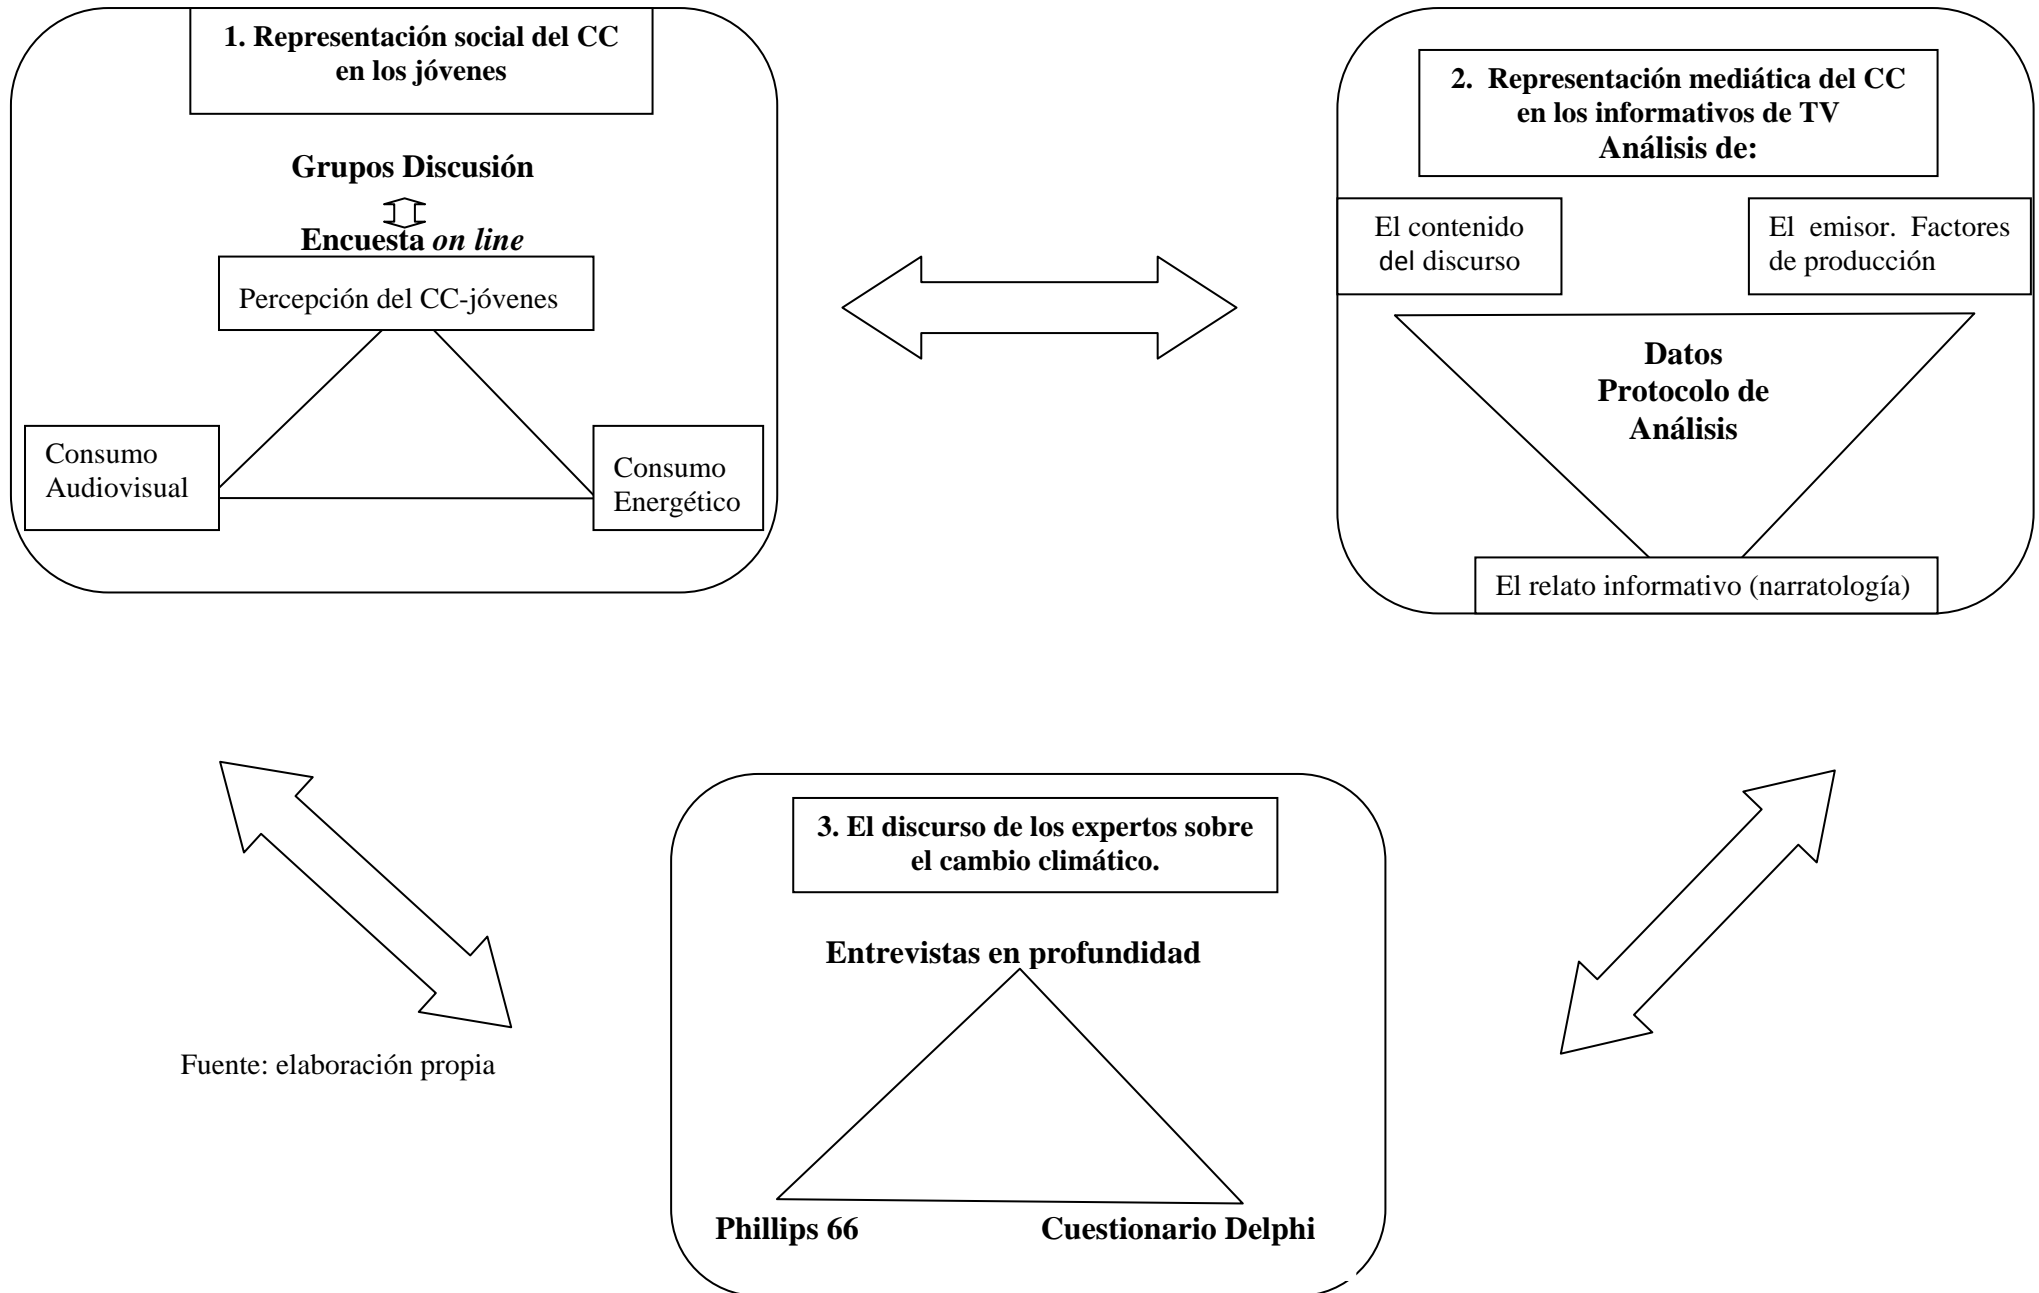 1. Representación social del CC
en los jóvenes
Grupos Discusión
Encuesta on line
Percepción del CC-jóvenes
Consumo
Audiovisual
Consumo
Energético
2. Representación mediática del CC
en los informativos de TV
Análisis de:
El contenido
del discurso
El emisor. Factores
de producción
Datos
Protocolo de
Análisis
El relato informativo (narratología)
3. El discurso de los expertos sobre
el cambio climático.
Entrevistas en profundidad
Phillips 66
Cuestionario Delphi
Fuente: elaboración propia